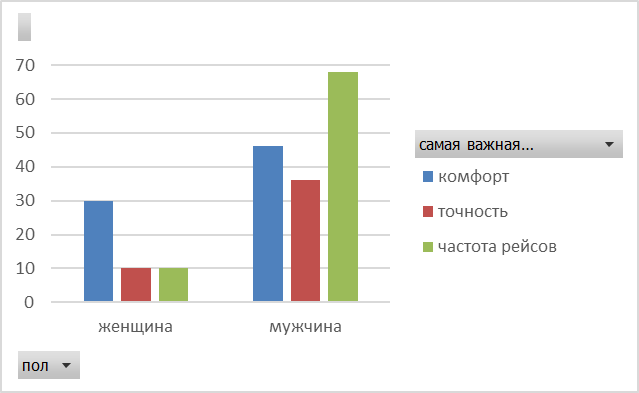 70
60
50
40
30
20
10
0
женщина
мужчина
самая важная...
комфорт
точность
частота рейсов
пол